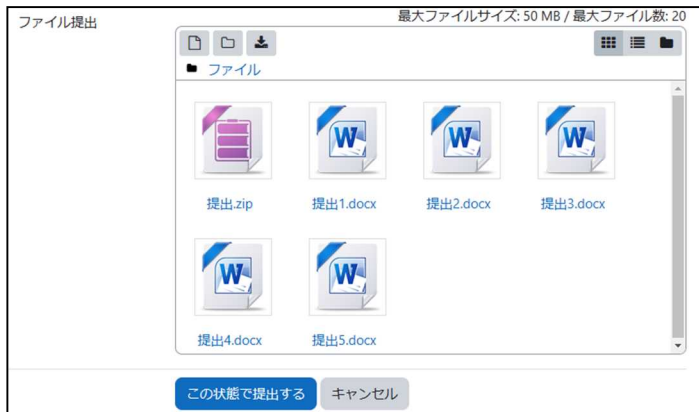 ファイル提出
最大ファイルサイズ: 50 MB / 最大ファイル数: 20
ファイル
提出.zip
提出1.docx
提出2.docx
提出3.docx
提出4.docx
提出5.docx
この状態で提出する
キャンセル